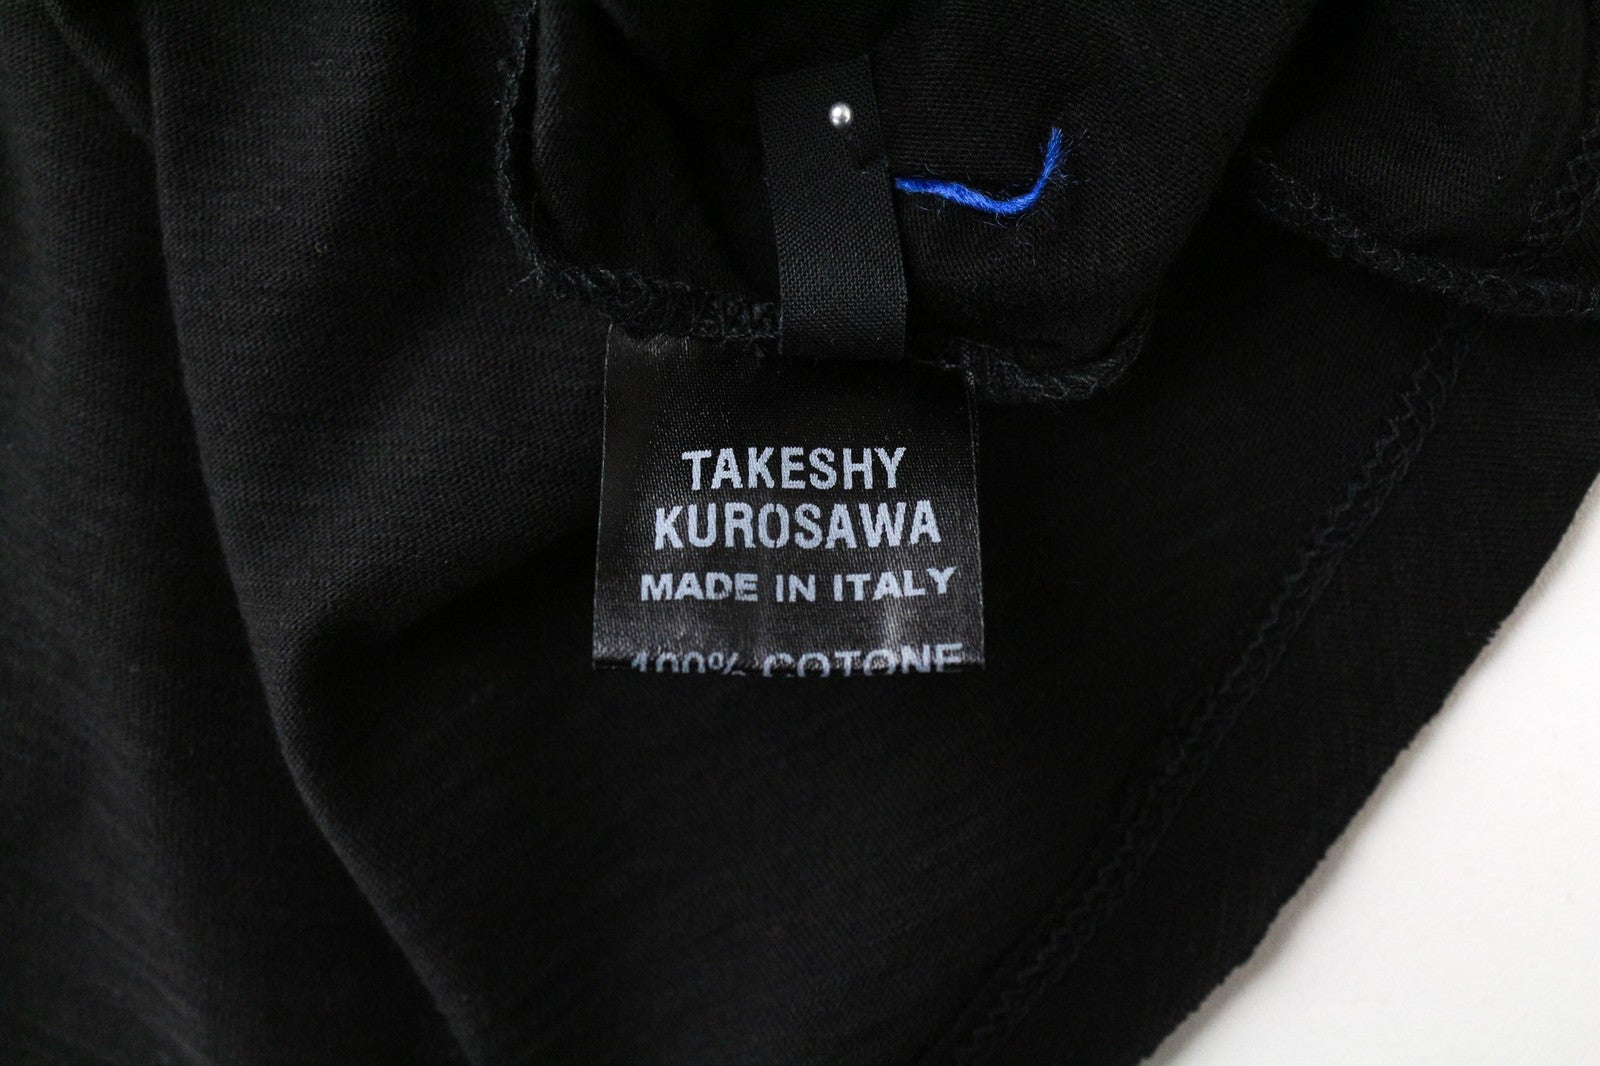 TAKESHY
KUROSAWA
MADE IN ITALY
100% COTONE